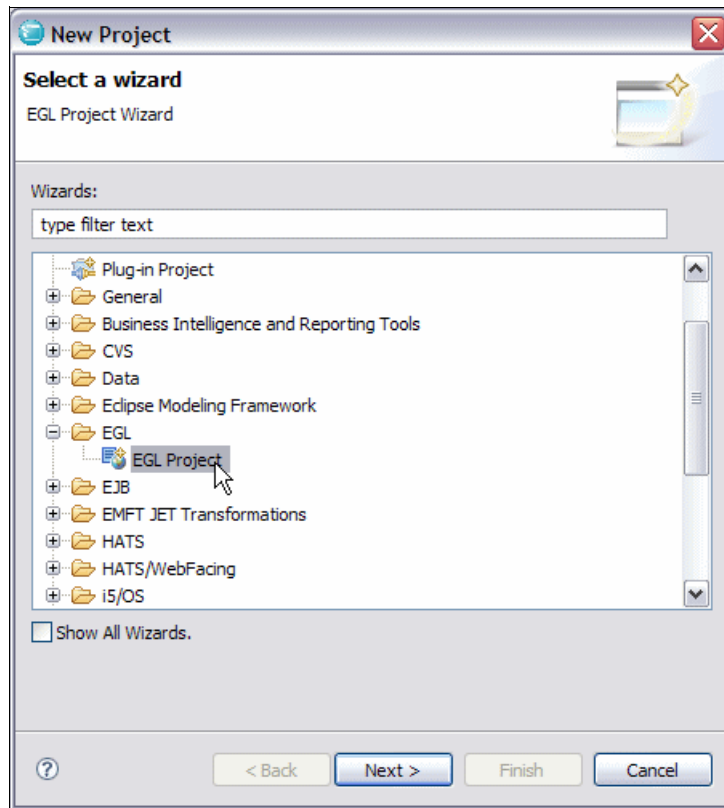 New Project
Select a wizard
EGL Project Wizard
Wizards:
type filter text
Plug-in Project
General
Business Intelligence and Reporting Tools
CVS
Data
Eclipse Modeling Framework
EGL
EGL Project
EJB
EMFT JET Transformations
HATS
HATS/WebFacing
i5/OS
Show All Wizards.
< Back Next > Finish Cancel